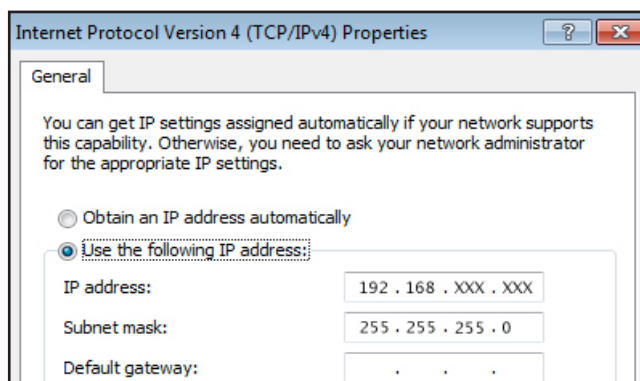 Internet Protocol Version 4 (TCP/IPv4) Properties
General
You can get IP settings assigned automatically if your network supports
this capability. Otherwise, you need to ask your network administrator
for the appropriate IP settings.
Obtain an IP address automatically
Use the following IP address:
IP address: 192 . 168 . XXX . XXX
Subnet mask: 255 . 255 . 255 . 0
Default gateway: . . .